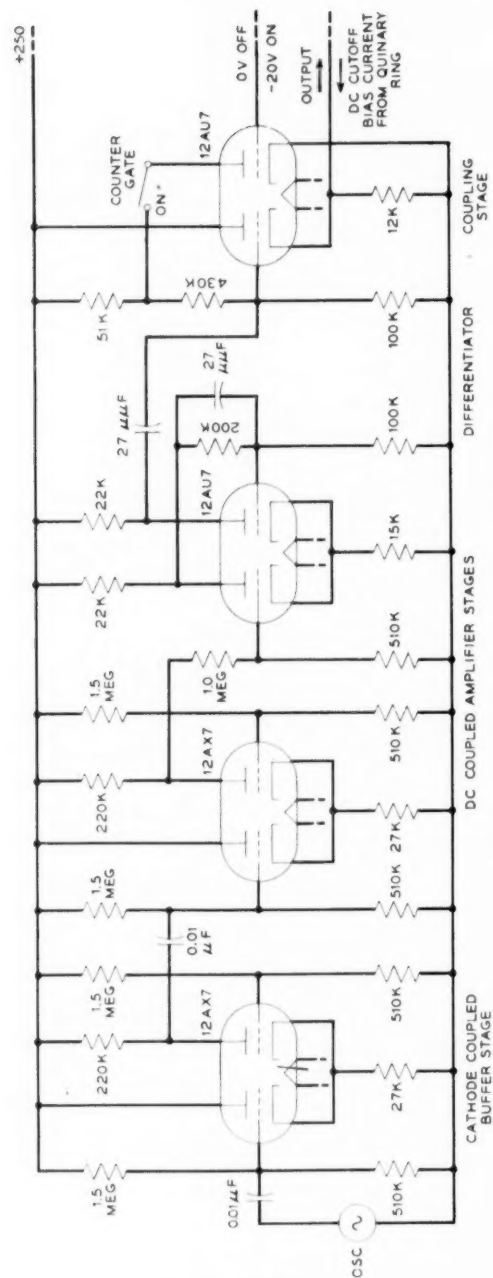 +250
1.5
MEG
220K
1.5
MEG
1.5
MEG
220K
1.5
MEG
22K
22K
51K
COUNTER
GATE
ON
0.01
µF
1.0
MEG
27 µµF
200K
27
µµF
430K
12AX7
12AX7
12AU7
12AU7
0V OFF
-20V ON
0.01µF
OUTPUT
DC CUTOFF
BIAS CURRENT
FROM QUINARY
RING
OSC
510K
27K
510K
510K
27K
510K
510K
15K
100K
100K
12K
CATHODE COUPLED
BUFFER STAGE
DC COUPLED AMPLIFIER STAGES
DIFFERENTIATOR
COUPLING
STAGE